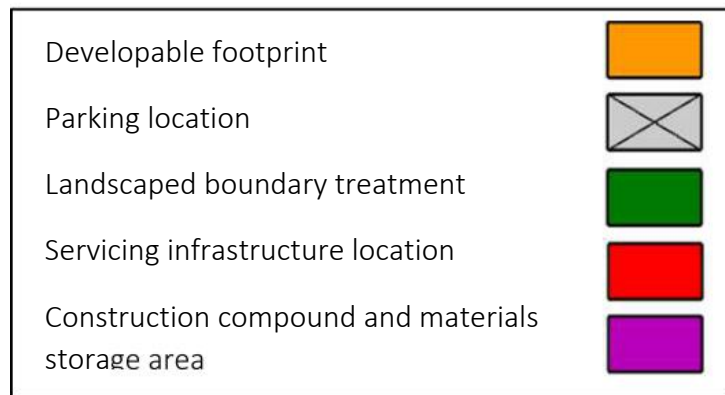 Developable footprint
Parking location
Landscaped boundary treatment
Servicing infrastructure location
Construction compound and materials
storage area